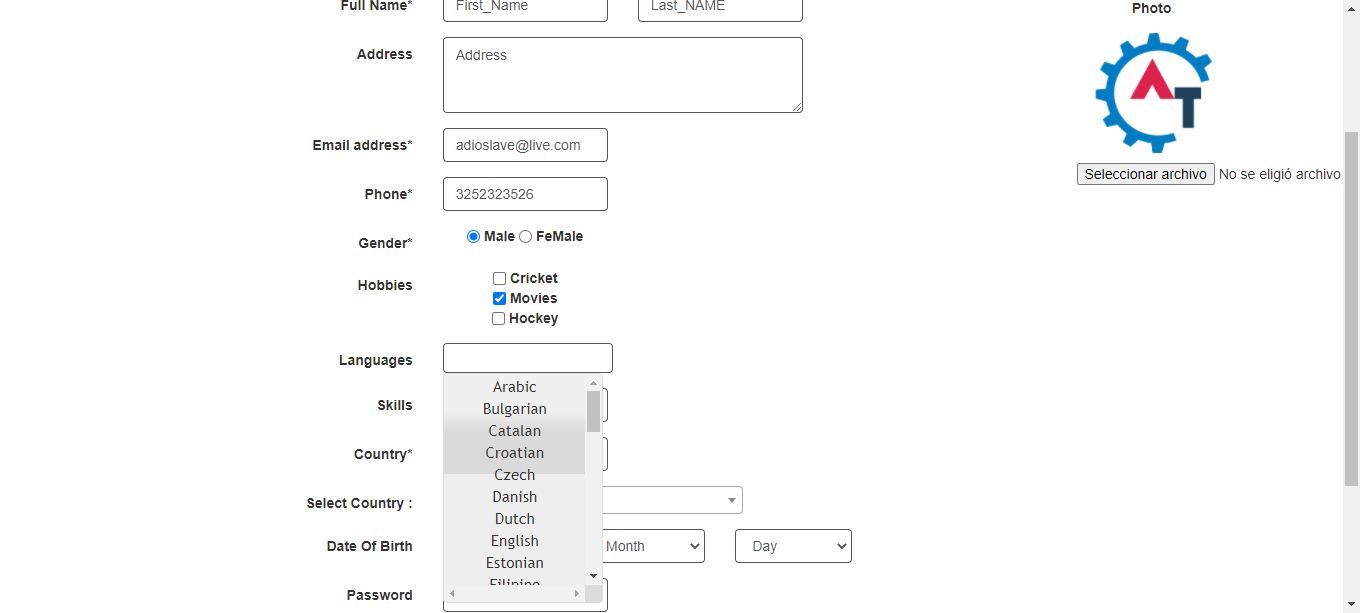 Full Name* First_Name Last_NAME Photo
Address Address
AT
Email address* adioslave@live.com
Seleccionar archivo No se eligió archivo
Phone* 3252323526
Gender* Male FeMale
Hobbies Cricket
Movies
Hockey
Languages
Arabic
Skills
Bulgarian
Catalan
Country* Croatian
Czech
Danish
Select Country :
Dutch
English
Date Of Birth Month Day
Estonian
Filipino
Password